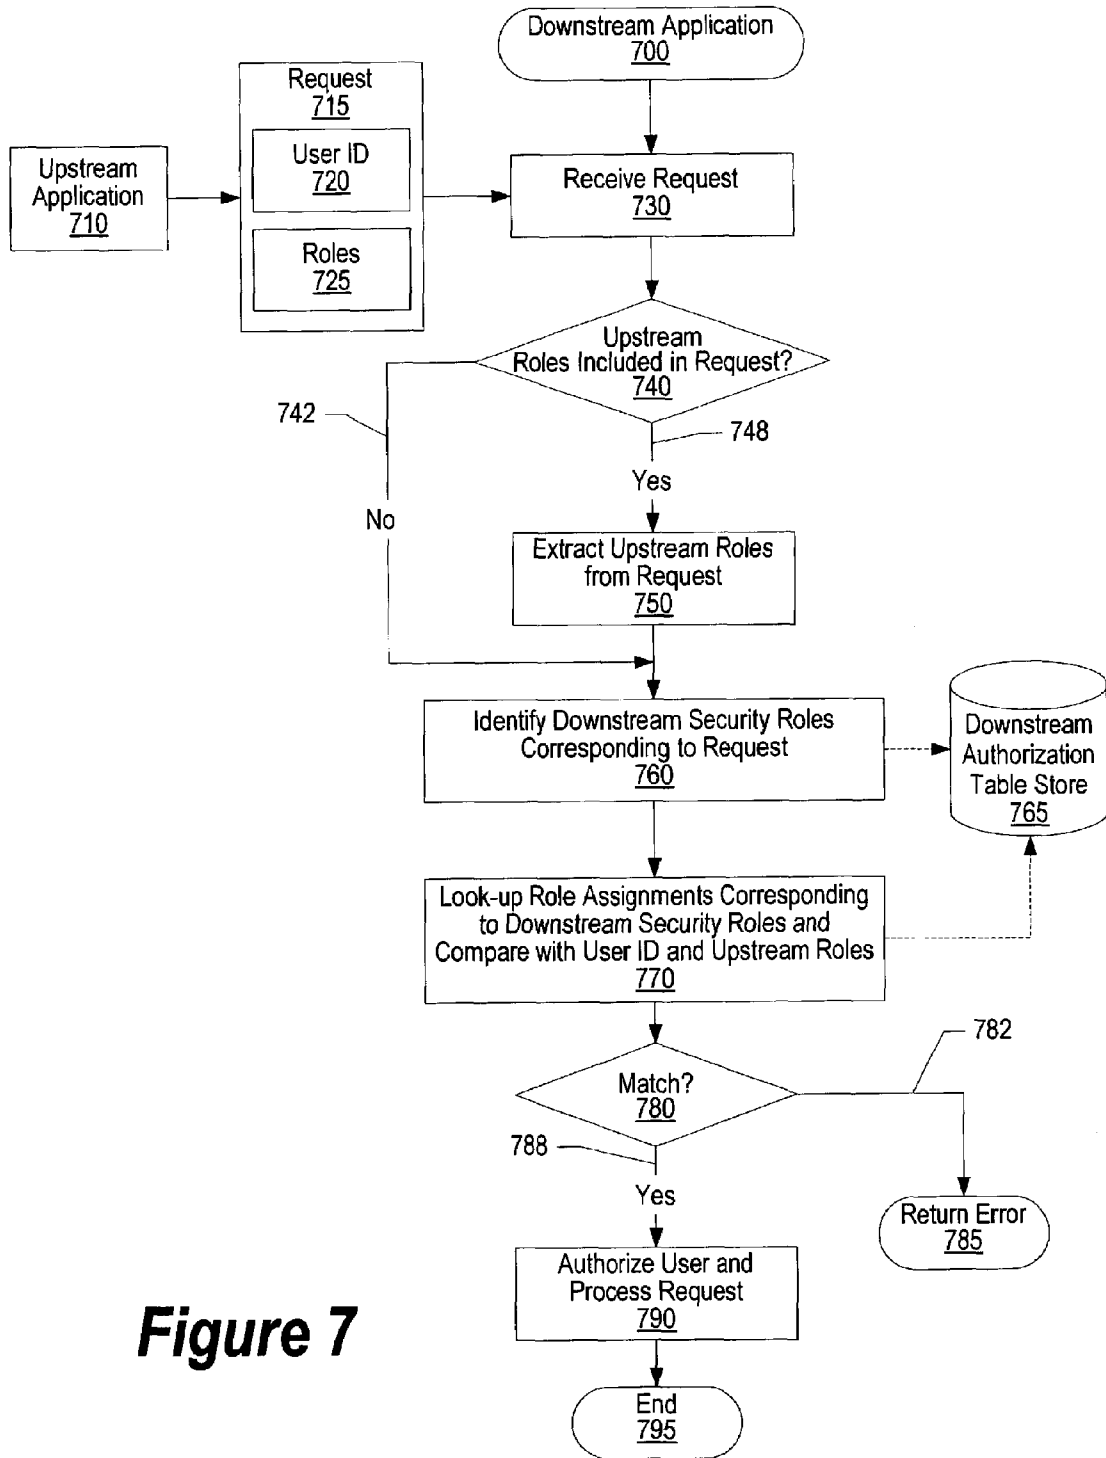 Downstream Application
700
Request
715
User ID
720
Roles
725
Upstream
Application
710
Receive Request
730
Upstream
Roles Included in Request?
740
742
748
Yes
No
Extract Upstream Roles
from Request
750
Identify Downstream Security Roles
Corresponding to Request
760
Downstream
Authorization
Table Store
765
Look-up Role Assignments Corresponding
to Downstream Security Roles and
Compare with User ID and Upstream Roles
770
782
Match?
780
788
Yes
Return Error
785
Authorize User and
Process Request
790
Figure 7
End
795